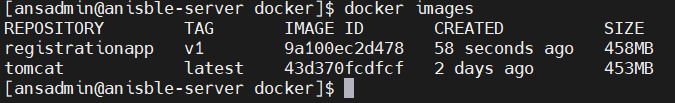 [ansadmin@anisble-server docker]$ docker images
REPOSITORY TAG IMAGE ID CREATED SIZE
registrationapp v1 9a100ec2d478 58 seconds ago 458MB
tomcat latest 43d370fcdfcf 2 days ago 453MB
[ansadmin@anisble-server docker]$